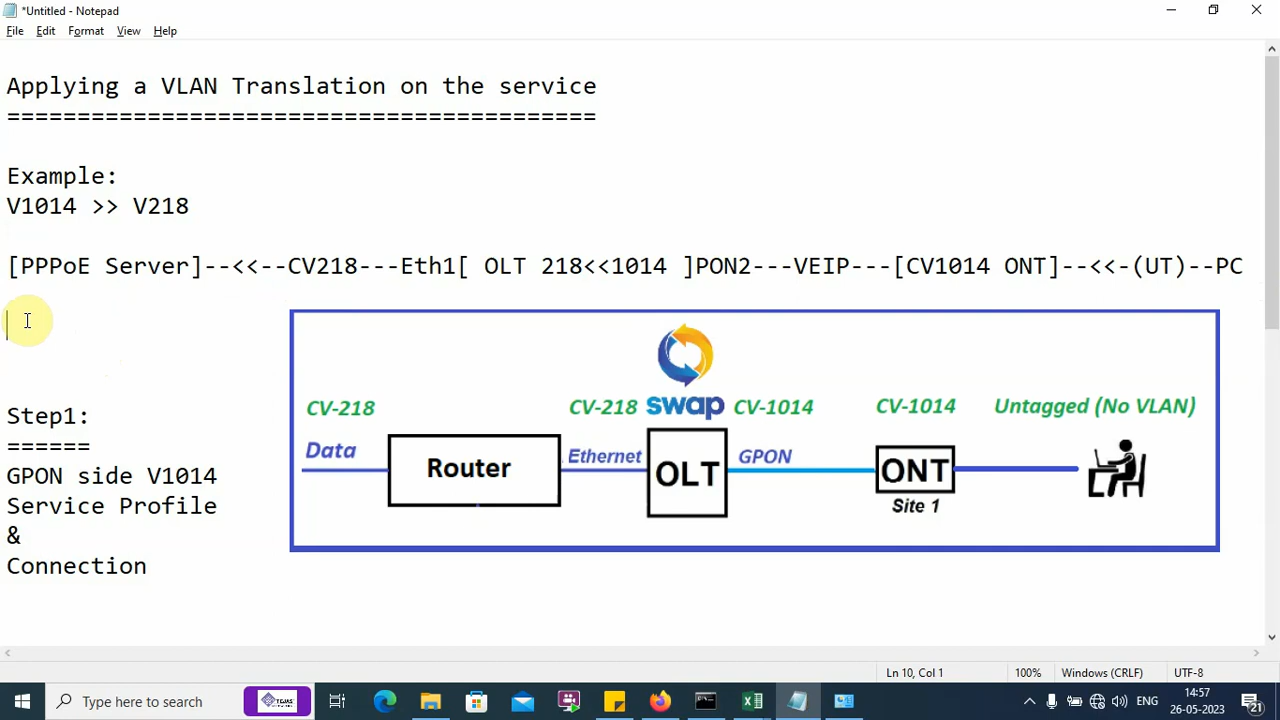 *Untitled - Notepad
File Edit Format View Help
Applying a VLAN Translation on the service
==========================================
Example:
V1014 >> V218
[PPPoE Server]--<<--CV218---Eth1[ OLT 218<<1014 ]PON2---VEIP---[CV1014 ONT]--<<-(UT)--PC
CV-218 CV-218 swap CV-1014 CV-1014 Untagged (No VLAN)
Data Router Ethernet OLT GPON ONT
Site 1
Step1:
======
GPON side V1014
Service Profile
&
Connection
Ln 10, Col 1 100% Windows (CRLF) UTF-8
Type here to search
ENG
14:57
26-05-2023
21